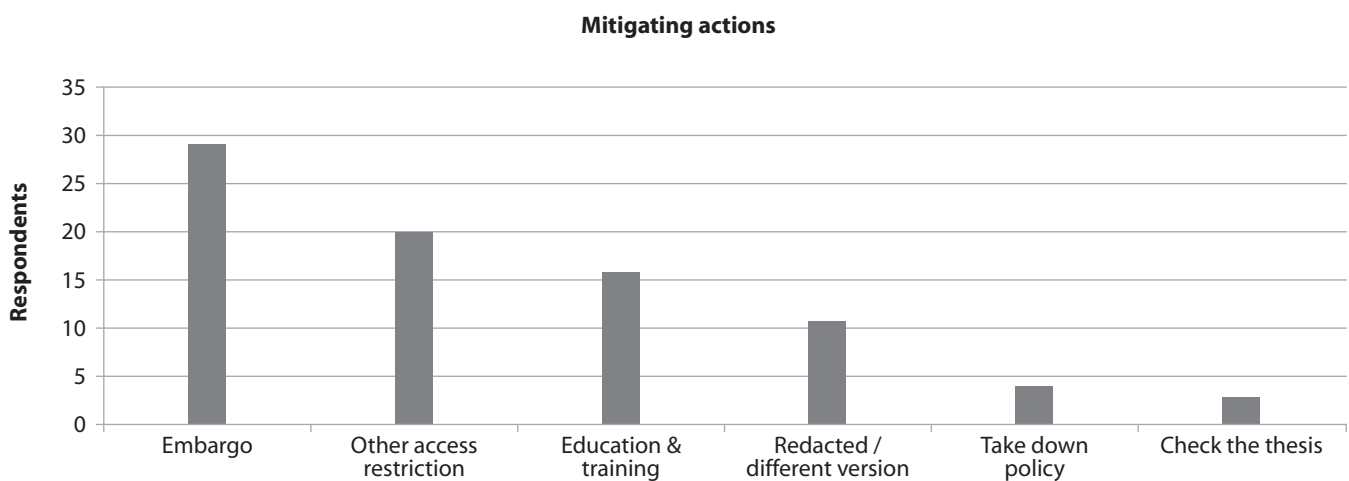 Mitigating actions
Respondents
35
30
25
20
15
10
5
0
Embargo
Other access
restriction
Education &
training
Redacted /
different version
Take down
policy
Check the thesis